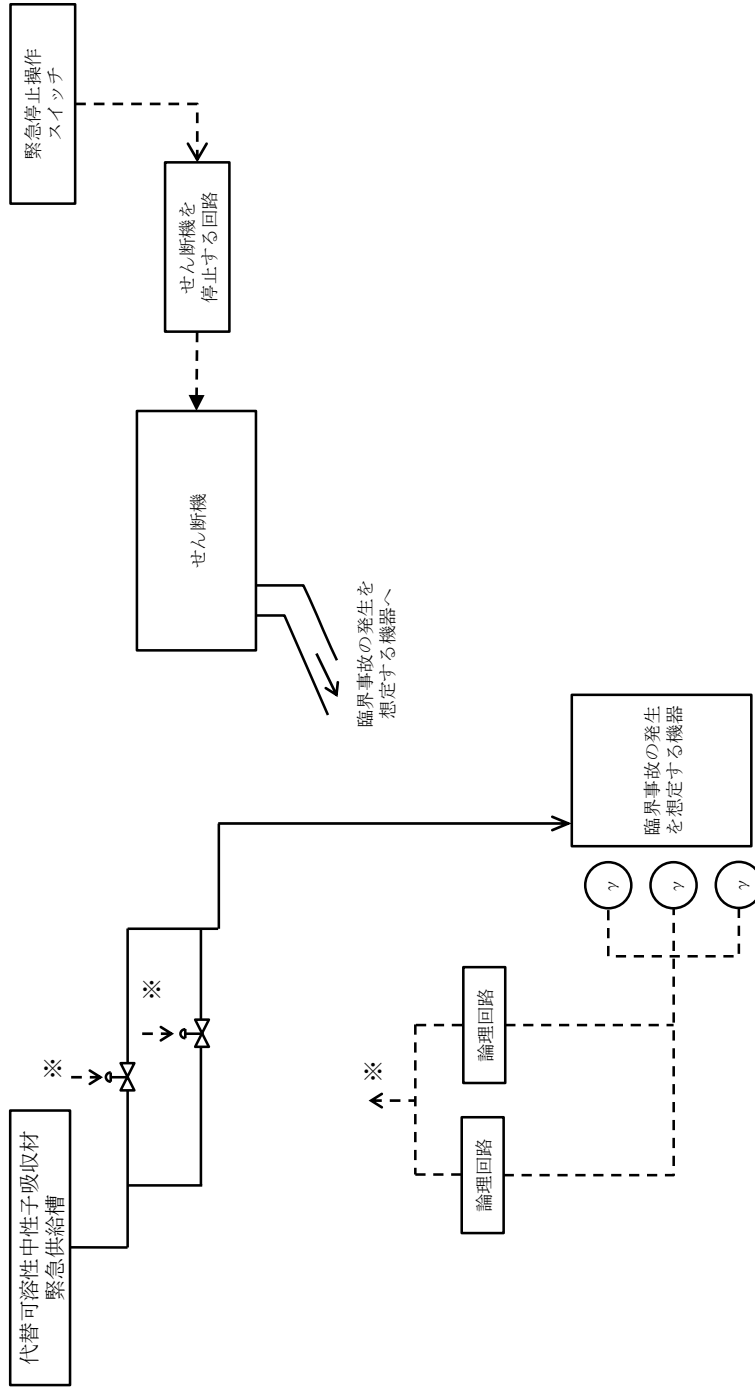 代替可溶性中性子吸収材
緊急供給槽
※
※
せん断機
せん断機を
停止する回路
緊急停止操作
スイッチ
臨界事故の発生を
想定する機器へ
※
論理回路
論理回路
γ
γ
γ
臨界事故の発生
を想定する機器